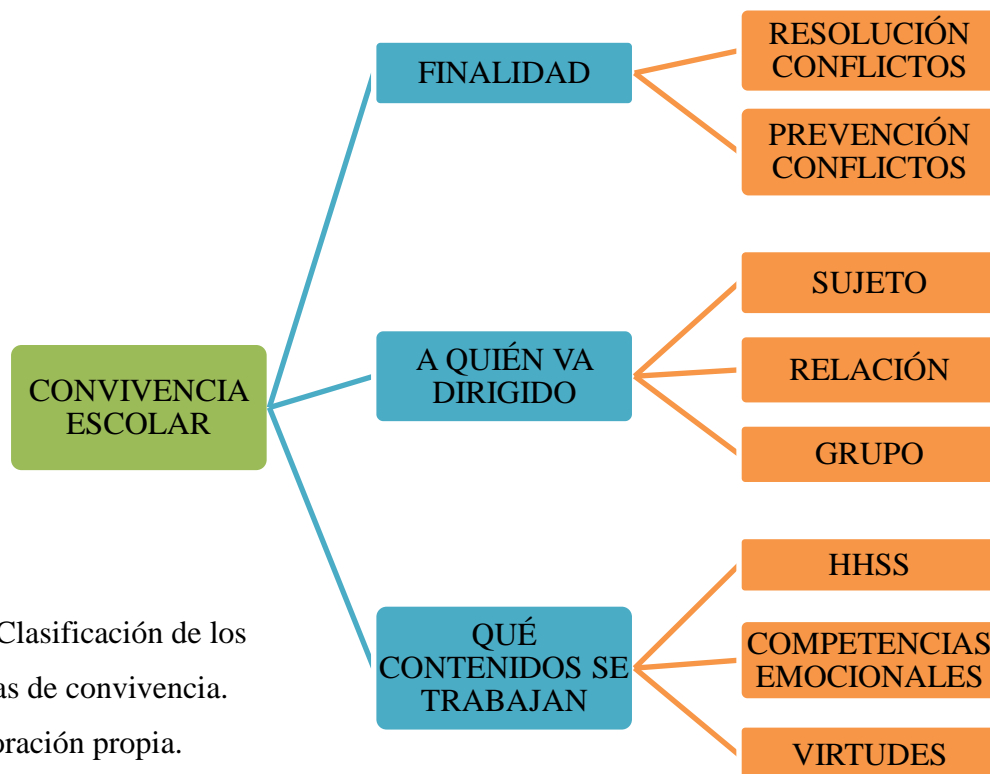 CONVIVENCIA
ESCOLAR
FINALIDAD
RESOLUCIÓN
CONFLICTOS
PREVENCIÓN
CONFLICTOS
A QUIÉN VA
DIRIGIDO
SUJETO
RELACIÓN
GRUPO
QUÉ
CONTENIDOS SE
TRABAJAN
HHSS
COMPETENCIAS
EMOCIONALES
VIRTUDES
Clasificación de los
as de convivencia.
oración propia.